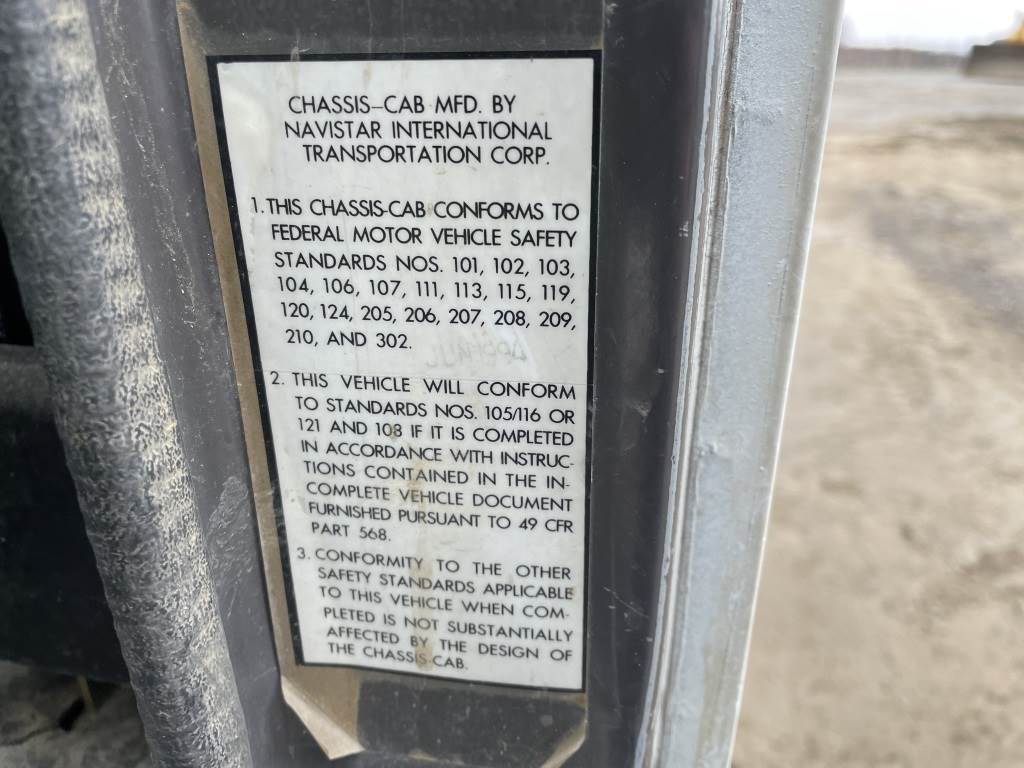 CHASSIS-CAB MFD. BY
NAVISTAR INTERNATIONAL
TRANSPORTATION CORP.
1. THIS CHASSIS-CAB CONFORMS TO
FEDERAL MOTOR VEHICLE SAFETY
STANDARDS NOS. 101, 102, 103,
104, 106, 107, 111, 113, 115, 119,
120, 124, 205, 206, 207, 208, 209,
210, AND 302.
2. THIS VEHICLE WILL CONFORM
TO STANDARDS NOS. 105/116 OR
121 AND 108 IF IT IS COMPLETED
IN ACCORDANCE WITH INSTRUC-
TIONS CONTAINED IN THE IN-
COMPLETE VEHICLE DOCUMENT
FURNISHED PURSUANT TO 49 CFR
PART 568.
3. CONFORMITY TO THE OTHER
SAFETY STANDARDS APPLICABLE
TO THIS VEHICLE WHEN COM-
PLETED IS NOT SUBSTANTIALLY
AFFECTED BY THE DESIGN OF
THE CHASSIS-CAB.